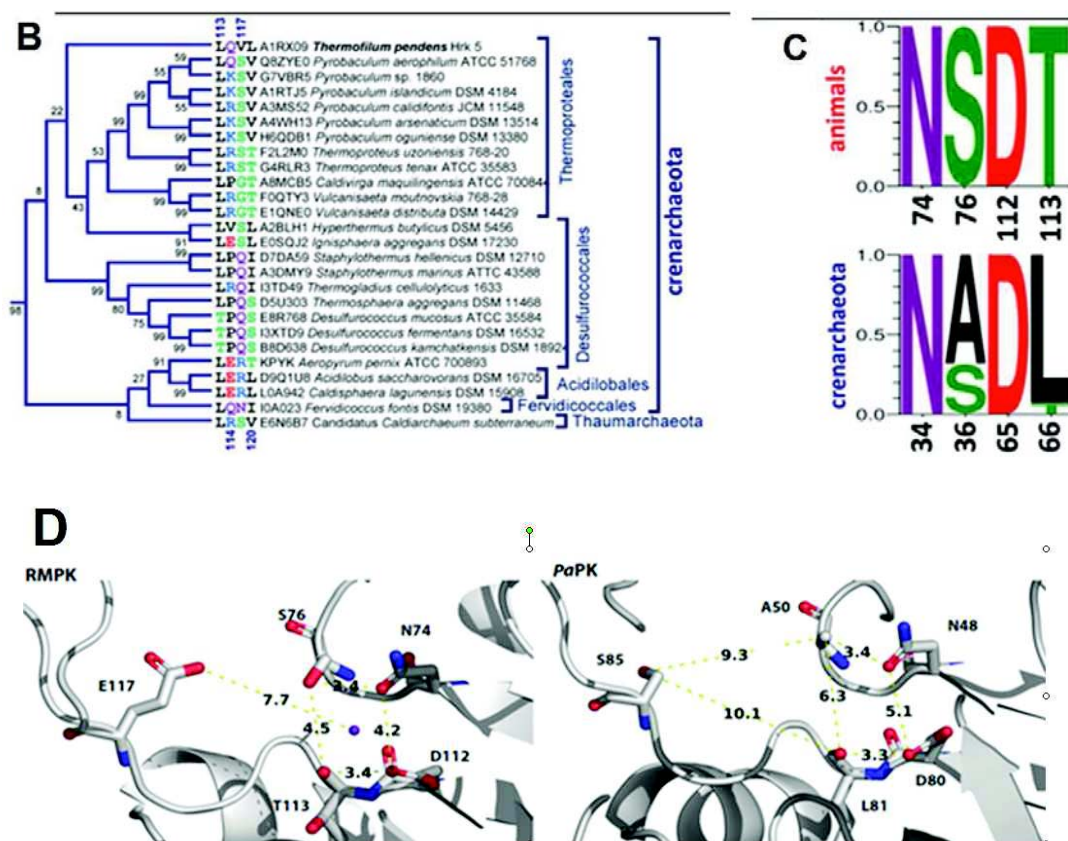 B
113 117
LQVL A1RX09 Thermofilum pendens Hrk 5
LQSV Q8ZYE0 Pyrobaculum aerophilum ATCC 51768
LKSV G7VBR5 Pyrobaculum sp. 1860
LKSV A1RTJ5 Pyrobaculum islandicum DSM 4184
LRSV A3MS52 Pyrobaculum calidifontis JCM 11548
LKSV A4WH13 Pyrobaculum arsenaticum DSM 13514
LKSV H6QDB1 Pyrobaculum oguniense DSM 13380
LRST F2L2M0 Thermoproteus uzoniensis 768-20
LRST G4RLR3 Thermoproteus tenax ATCC 35583
LPGT A8MCB5 Caldivirga maquilingensis ATCC 700844
LRGT F0QTY3 Vulcanisaeta moutnovskia 768-28
LRGT E1QNE0 Vulcanisaeta distributa DSM 14429
LVSL A2BLH1 Hyperthermus butylicus DSM 5456
LESL E0SQJ2 Ignisphaera aggregans DSM 17230
LPQI D7DA59 Staphylothermus hellenicus DSM 12710
LPQI A3DMY9 Staphylothermus marinus ATTC 43588
LRQI I3TD49 Thermogladius cellulolyticus 1633
LPQS D5U303 Thermosphaera aggregans DSM 11468
TPQS E8R768 Desulfurococcus mucosus ATCC 35584
TPQS I3XTD9 Desulfurococcus fermentans DSM 16532
TPQS B8D638 Desulfurococcus kamchatkensis DSM 18924
LERT KPYK Aeropyrum pernix ATCC 700893
LERL D9Q1U8 Acidilobus saccharovorans DSM 16705
LERL L0A942 Caldisphaera lagunensis DSM 15908
LQNI I0A023 Fervidicoccus fontis DSM 19380
LRSV E6N6B7 Candidatus Caldiarchaeum subterraneum
114 120
59
55
99
55
99
99
99
53
99
99
99
22
43
91
8
99
99
99
80
75
99
99
98
91
27
99
8
Thermoproteales
Desulfurococcales
Acidilobales
Fervidicoccales
Thaumarchaeota
crenarchaeota
C
animals
1.0
0.5
0.0
NSDT
74 76 112 113
crenarchaeota
1.0
0.5
0.0
NADL
S
34 36 65 66
D
RMPK
S76
N74
E117
7.7
3.4
4.5
4.2
3.4
D112
T113
PaPK
A50
N48
S85
9.3
3.4
6.3
5.1
10.1
3.3
D80
L81